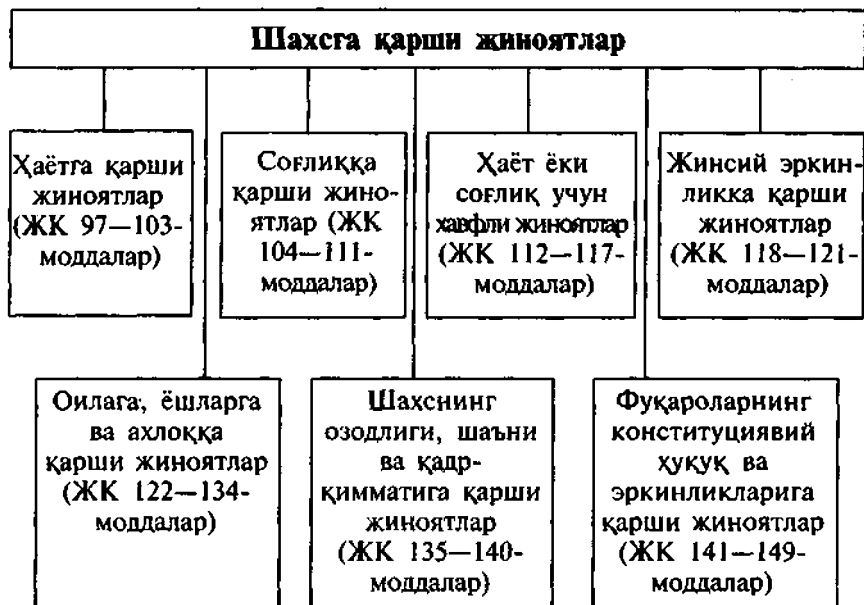 Шахсга қарши жиноятлар
Ҳаётга қарши
жиноятлар
(ЖК 97—103-
моддалар)
Соғлиққа
қарши жино-
ятлар (ЖК
104—111-
моддалар)
Ҳаёт ёки
соғлиқ учун
хавфли жиноятлар
(ЖК 112—117-
моддалар)
Жинсий эркин-
ликка қарши
жиноятлар
(ЖК 118—121-
моддалар)
Оилага, ёшларга
ва ахлоққа
қарши жиноятлар
(ЖК 122—134-
моддалар)
Шахснинг
озодлиги, шаъни
ва қадр-
қимматига қарши
жиноятлар
(ЖК 135—140-
моддалар)
Фуқароларнинг
конституциявий
ҳуқуқ ва
эркинликларига
қарши жиноятлар
(ЖК 141—149-
моддалар)